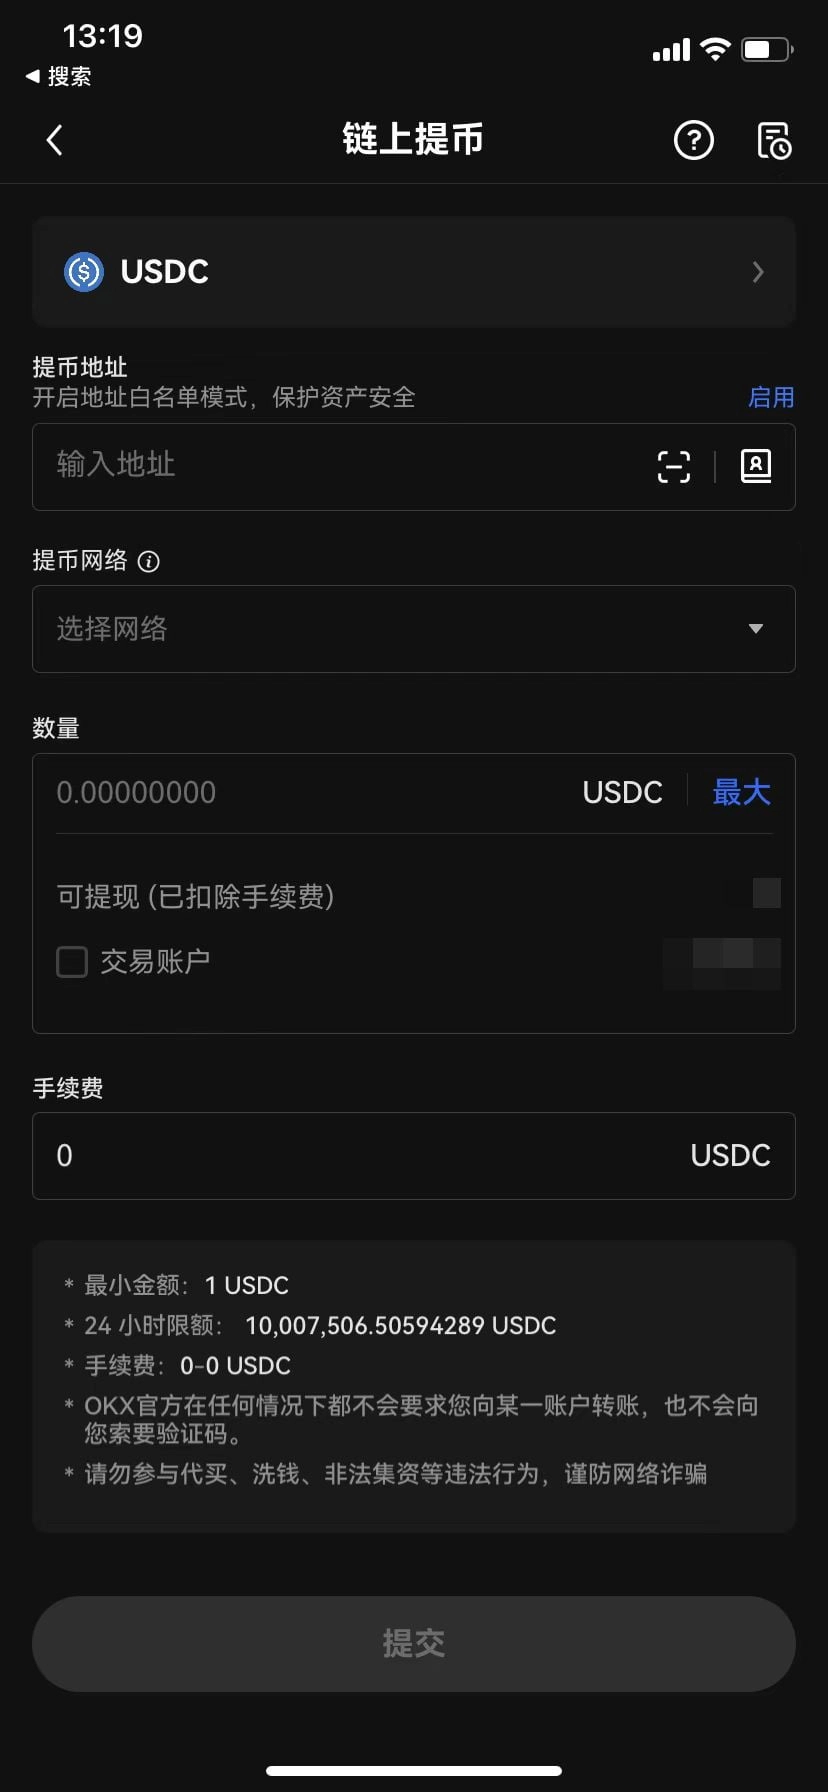 13:19
◀ 搜索
链上提币
USDC
提币地址
开启地址白名单模式，保护资产安全 启用
输入地址
提币网络
选择网络
数量
0.00000000 USDC 最大
可提现 (已扣除手续费)
交易账户
手续费
0 USDC
* 最小金额：1 USDC
* 24 小时限额：10,007,506.50594289 USDC
* 手续费：0-0 USDC
* OKX官方在任何情况下都不会要求您向某一账户转账，也不会向
您索要验证码。
* 请勿参与代买、洗钱、非法集资等违法行为，谨防网络诈骗
提交